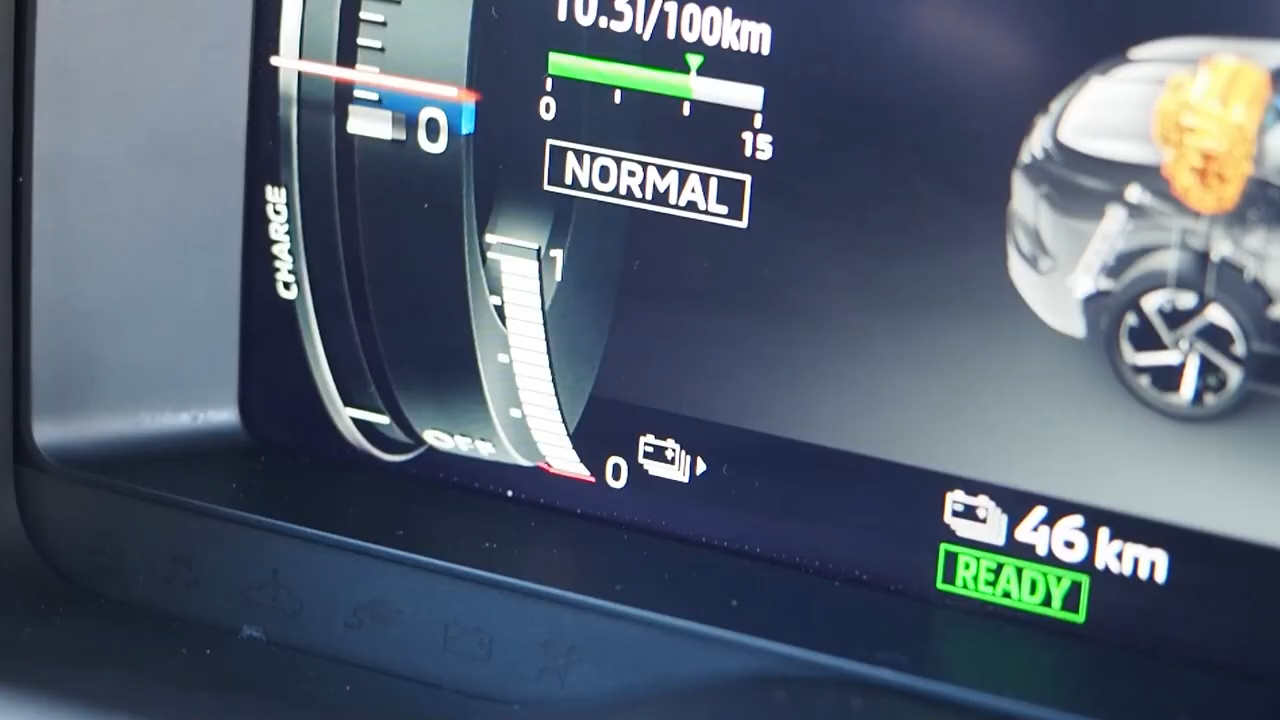 10.3l/100km
0
0
15
NORMAL
CHARGE
1
OFF
0
46 km
READY